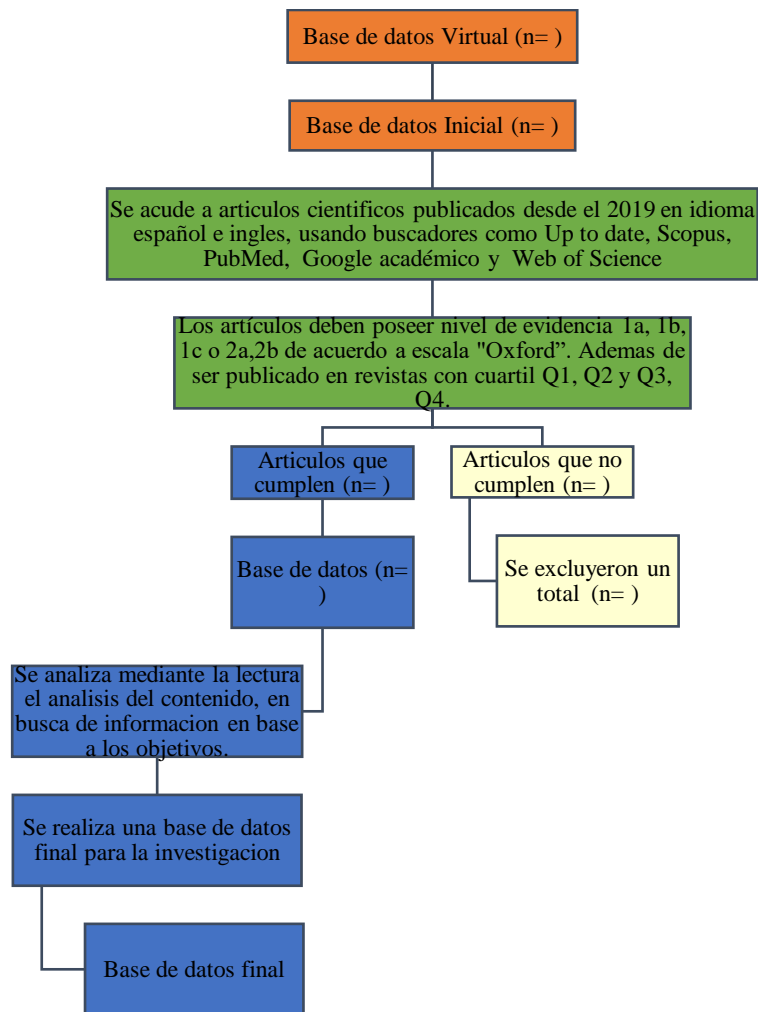 Base de datos Virtual (n= )
Base de datos Inicial (n= )
Se acude a articulos cientificos publicados desde el 2019 en idioma
español e ingles, usando buscadores como Up to date, Scopus,
PubMed, Google académico y Web of Science
Los artículos deben poseer nivel de evidencia 1a, 1b,
1c o 2a,2b de acuerdo a escala "Oxford”. Ademas de
ser publicado en revistas con cuartil Q1, Q2 y Q3,
Q4.
Articulos que
cumplen (n= )
Articulos que no
cumplen (n= )
Base de datos (n=
)
Se excluyeron un
total (n= )
Se analiza mediante la lectura
el analisis del contenido, en
busca de informacion en base
a los objetivos.
Se realiza una base de datos
final para la investigacion
Base de datos final